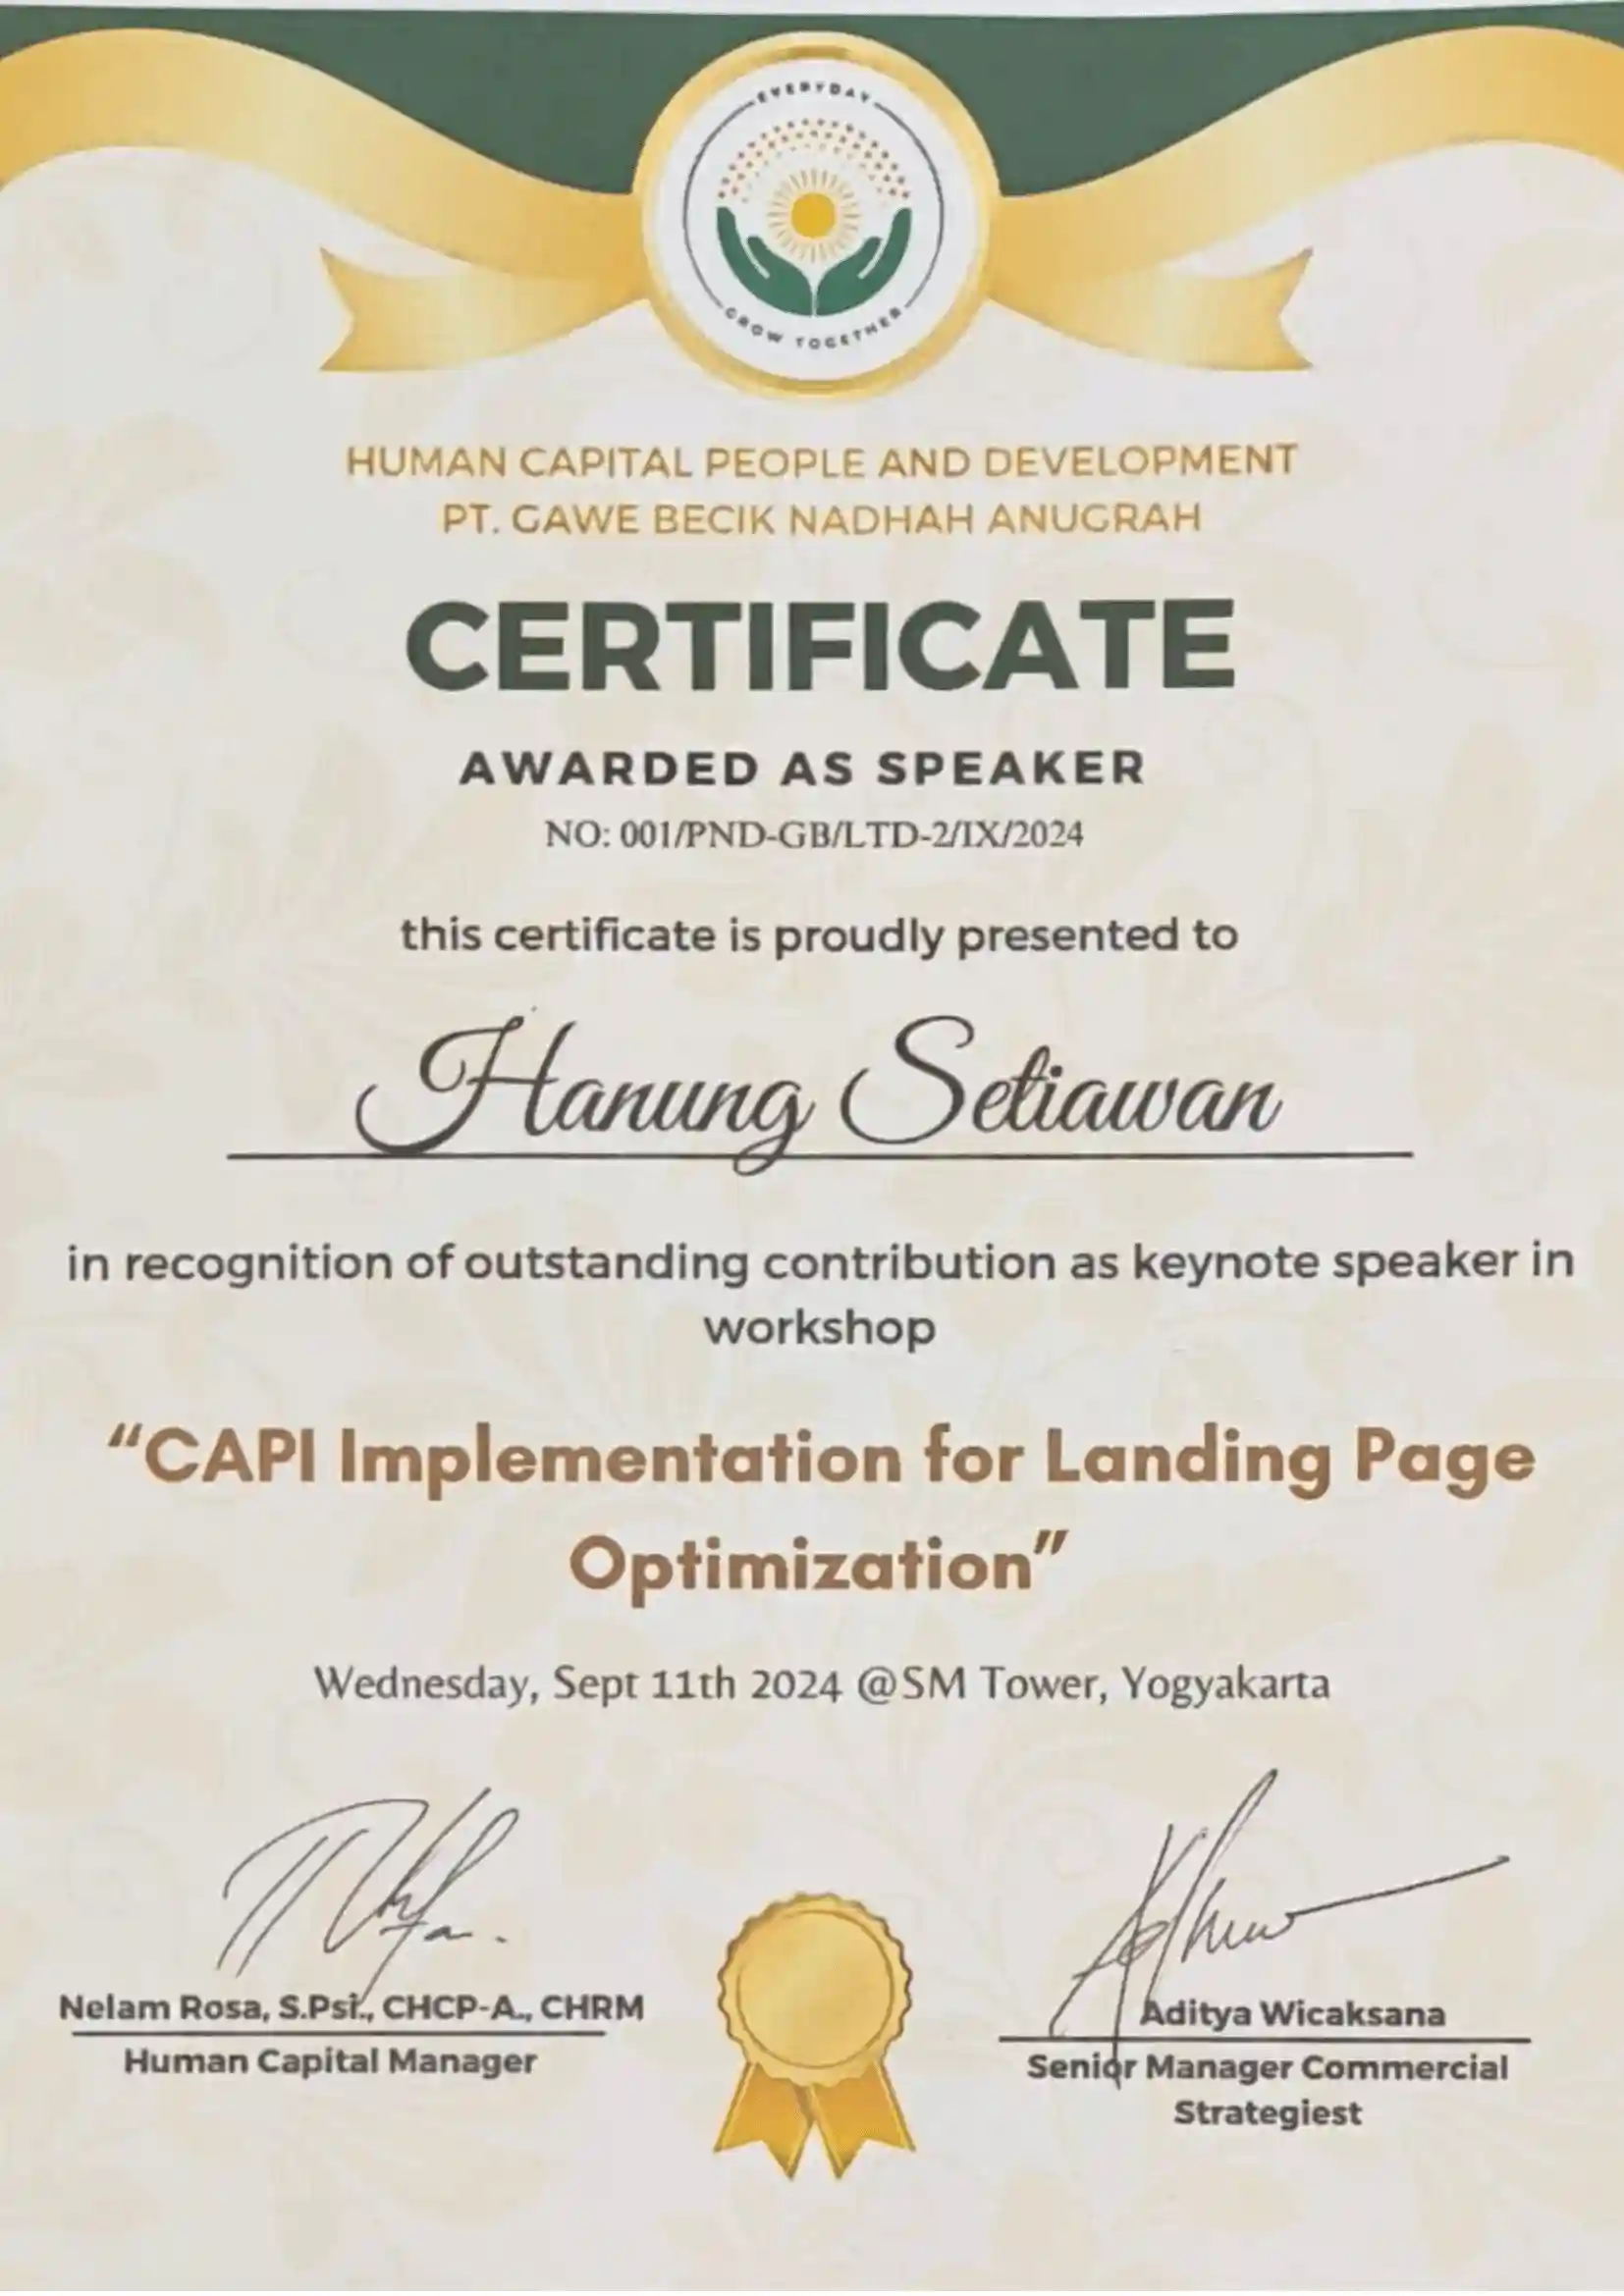 EVERYDAY
GROW TOGETHER
HUMAN CAPITAL PEOPLE AND DEVELOPMENT
PT. GAWE BECIK NADHAH ANUGRAH
CERTIFICATE
AWARDED AS SPEAKER
NO: 001/PND-GB/LTD-2/IX/2024
this certificate is proudly presented to
Hanung Setiawan
in recognition of outstanding contribution as keynote speaker in
workshop
“CAPI Implementation for Landing Page
Optimization”
Wednesday, Sept 11th 2024 @SM Tower, Yogyakarta
Nelam Rosa, S.Psi., CHCP-A., CHRM
Human Capital Manager
Aditya Wicaksana
Senior Manager Commercial
Strategiest